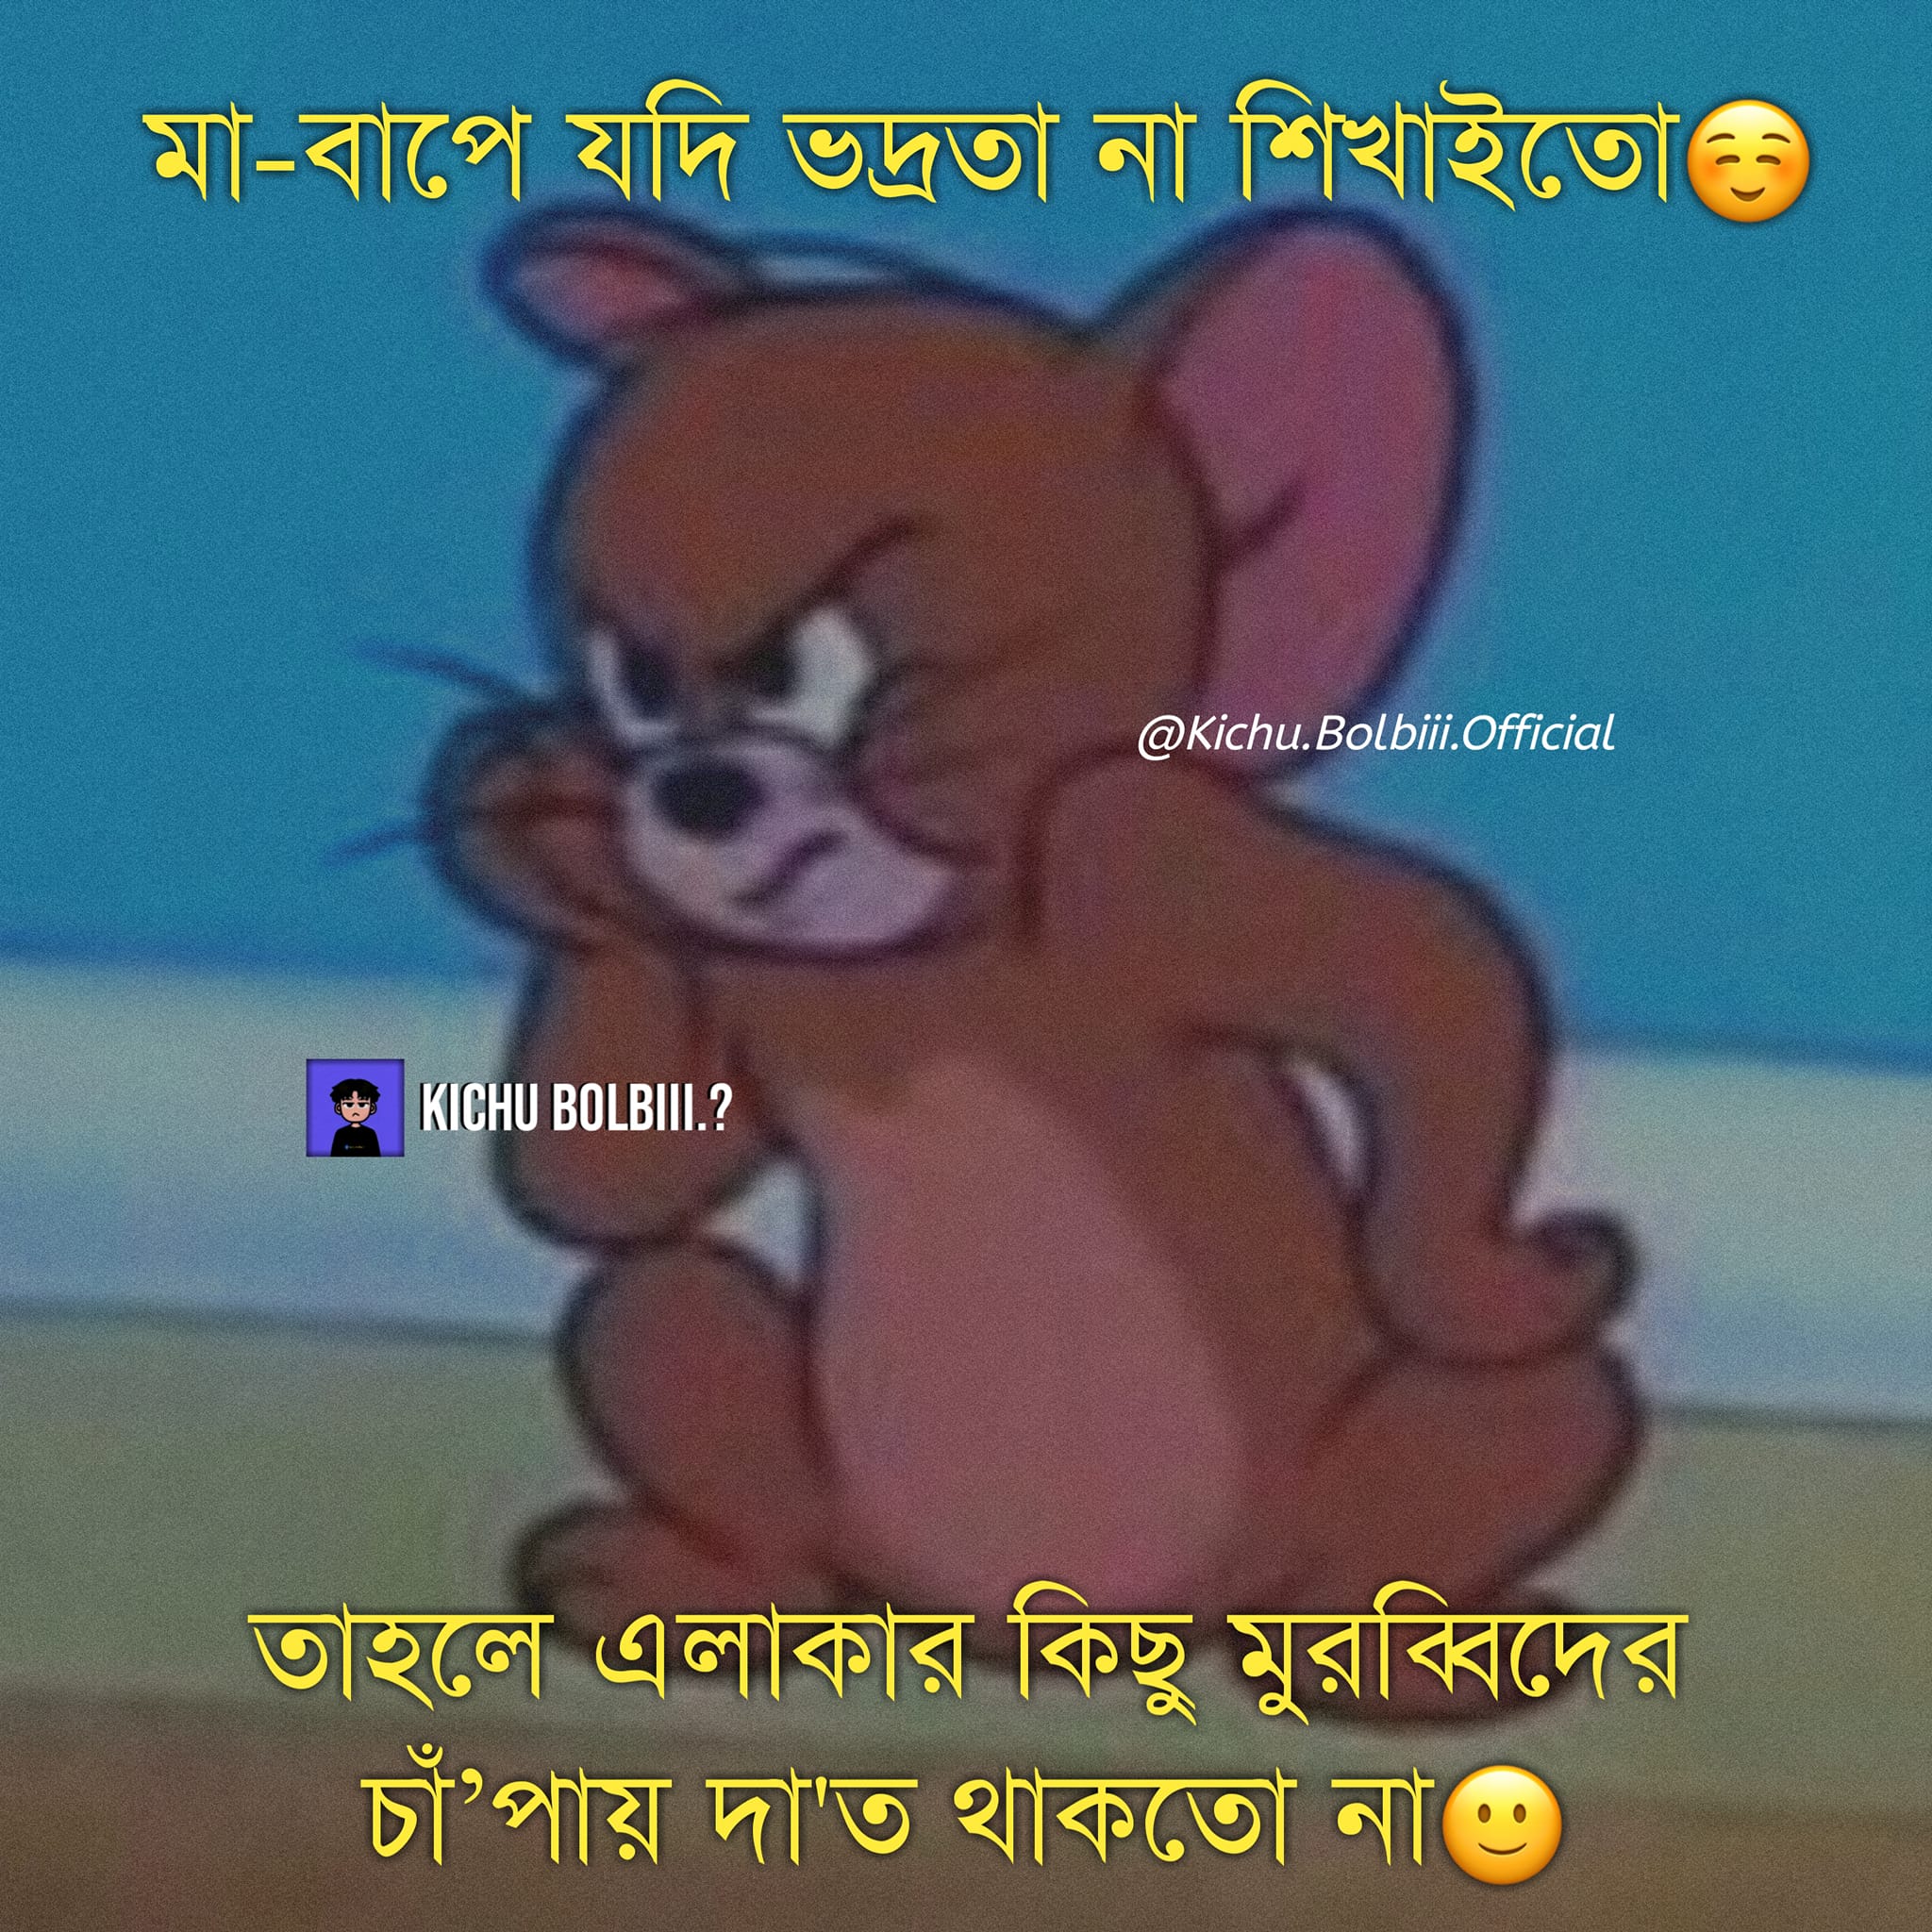 মা-বাপে যদি ভদ্রতা না শিখাইতো☺️
@Kichu.Bolbiii.Official
KICHU BOLBIII.?
তাহলে এলাকার কিছু মুরব্বিদের
চাঁ’পায় দা'ত থাকতো না🙂